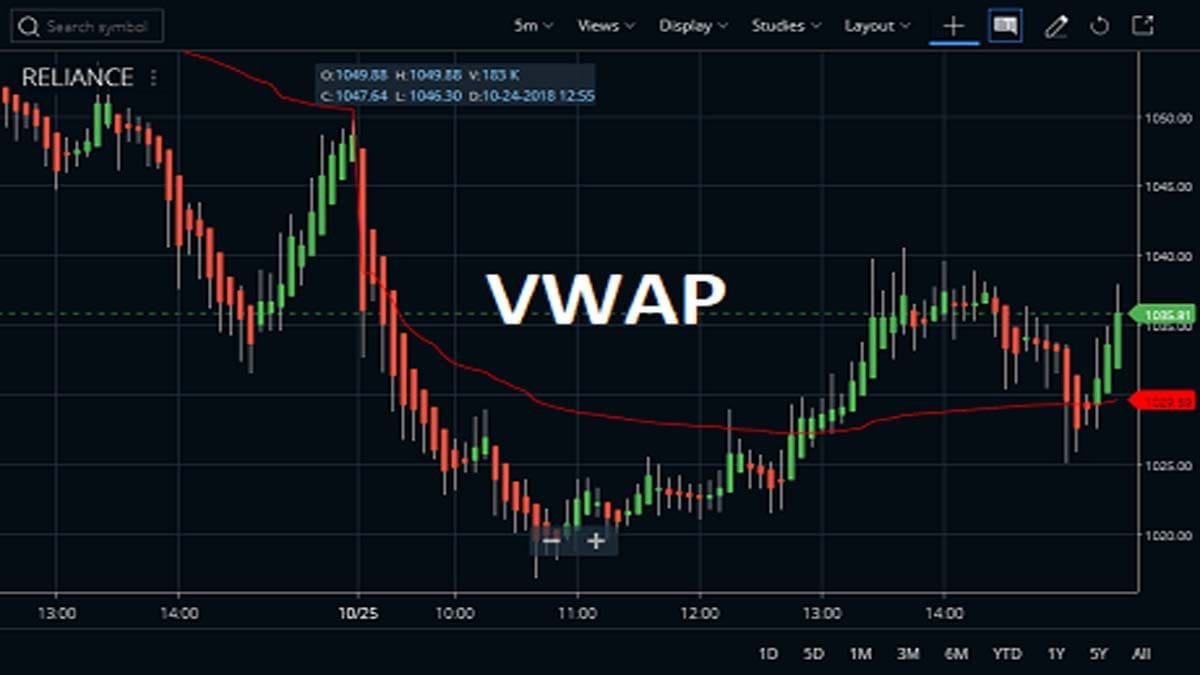 Search symbol 5m Views Display Studies Layout
RELIANCE
O:1049.88 H:1049.88 V:183 K
C:1047.64 L:1046.30 D:10-24-2018 12:55
1050.00
1045.00
1040.00
VWAP
1035.81
1035.00
1025.00
1020.00
13:00 14:00 10/25 10:00 11:00 12:00 13:00 14:00
1D 5D 1M 3M 6M YTD 1Y 5Y All